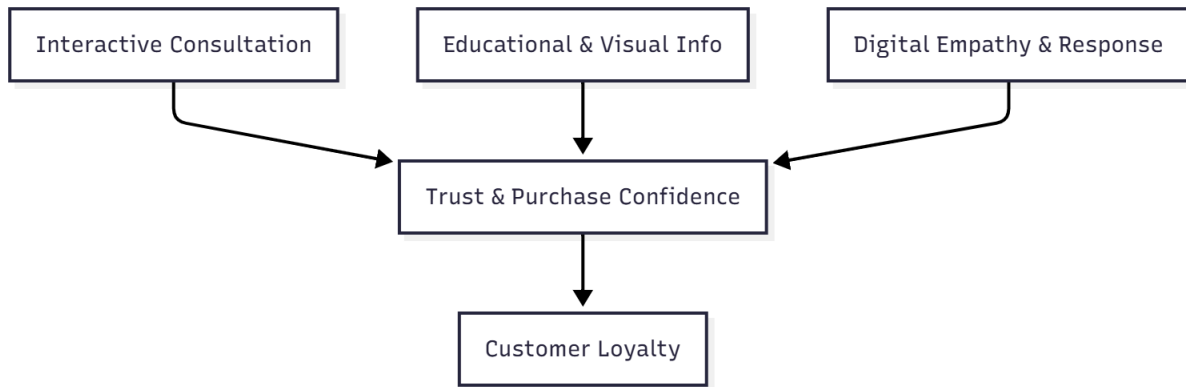 Interactive Consultation
Educational & Visual Info
Digital Empathy & Response
Trust & Purchase Confidence
Customer Loyalty